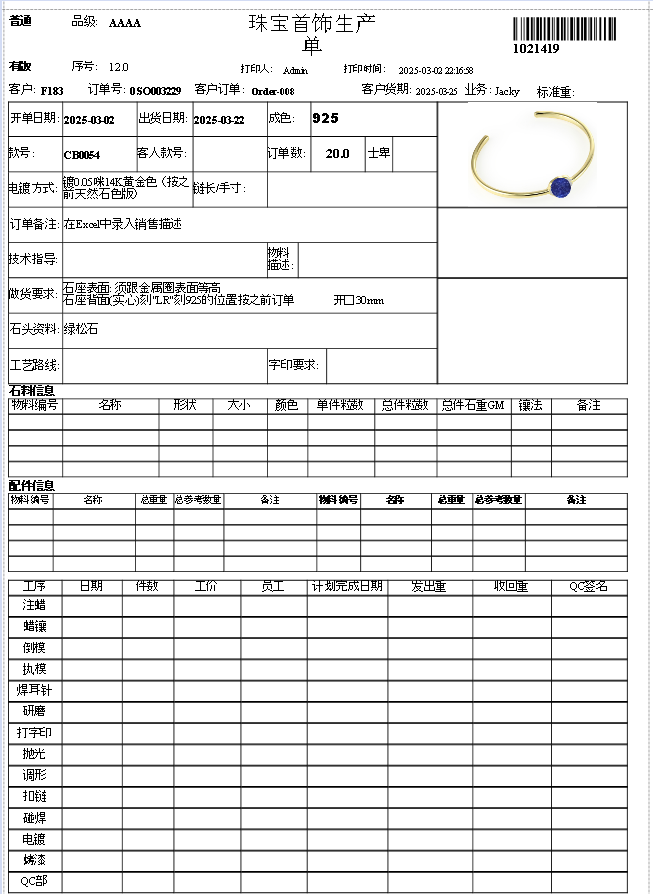 普通 品级: AAAA 珠宝首饰生产
单
1021419
有版 序号: 12.0 打印人: Admin 打印时间: 2025-03-02 22:16:58
客户: F183 订单号: 0SO003229 客户订单: Order-008 客户货期: 2025-03-25 业务: Jacky 标准重:
开单日期: 2025-03-02 出货日期: 2025-03-22 成色: 925
款号: CB0054 客人款号: 订单数: 20.0 士啤
电镀方式: 镀0.05咪14K黄金色（按之
前天然石色版） 链长/手寸:
订单备注: 在Excel中录入销售描述
技术指导: 物料
描述:
做货要求: 石座表面: 须跟金属圈表面等高
石座背面(实心)刻"LR"刻925的位置按之前订单 开口30mm
石头资料: 绿松石
工艺路线: 字印要求:
石料信息
物料编号 名称 形状 大小 颜色 单件粒数 总件粒数 总件石重GM 镶法 备注
配件信息
物料编号 名称 总重量 总参考数量 备注 物料编号 名称 总重量 总参考数量 备注
工序 日期 件数 工价 员工 计划完成日期 发出重 收回重 QC签名
注蜡
蜡镶
倒模
执模
焊耳针
研磨
打字印
抛光
调形
扣链
碰焊
电镀
烤漆
QC部